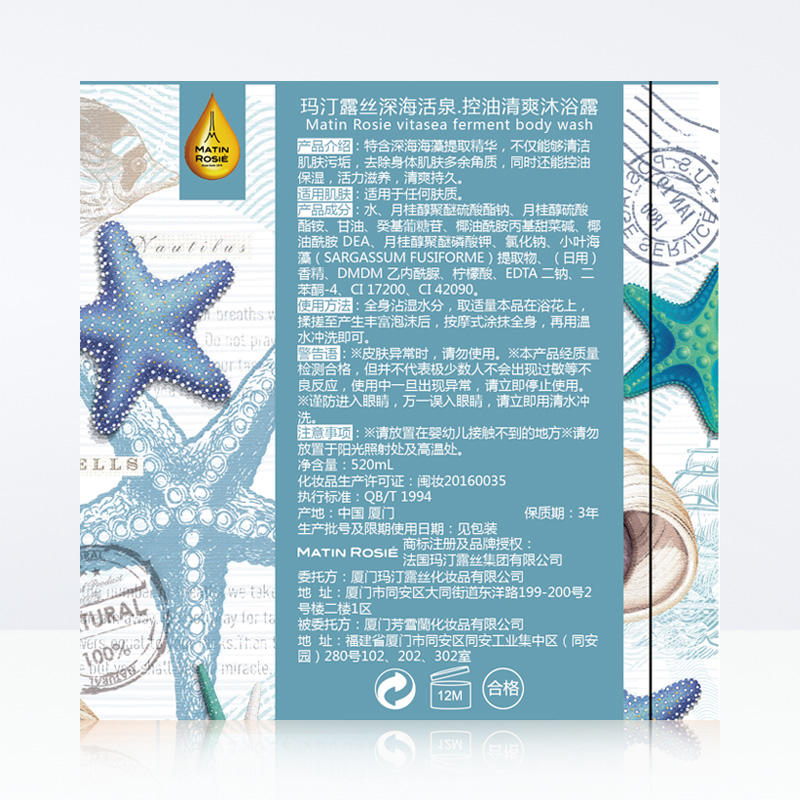 MATIN
ROSIÉ
玛汀露丝深海活泉.控油清爽沐浴露
Matin Rosie vitasea ferment body wash
产品介绍：特含深海海藻提取精华，不仅能够清洁
肌肤污垢，去除身体肌肤多余角质，同时还能控油
保湿，活力滋养，清爽持久。
适用肌肤：适用于任何肤质。
产品成分：水、月桂醇聚醚硫酸酯钠、月桂醇硫酸
酯铵、甘油、癸基葡糖苷、椰油酰胺丙基甜菜碱、椰
油酰胺 DEA、月桂醇聚醚磷酸钾、氯化钠、小叶海
藻（SARGASSUM FUSIFORME）提取物、（日用）
香精、DMDM 乙内酰脲、柠檬酸、EDTA 二钠、二
苯酮-4、CI 17200、CI 42090。
使用方法：全身沾湿水分，取适量本品在浴花上，
揉搓至产生丰富泡沫后，按摩式涂抹全身，再用温
水冲洗即可。
警告语：※皮肤异常时，请勿使用。※本产品经质量
检测合格，但并不代表极少数人不会出现过敏等不
良反应，使用中一旦出现异常，请立即停止使用。
※谨防进入眼睛，万一误入眼睛，请立即用清水冲
洗。
注意事项：※请放置在婴幼儿接触不到的地方※请勿
放置于阳光照射处及高温处。
净含量：520mL
化妆品生产许可证：闽妆20160035
执行标准：QB/T 1994
产地：中国 厦门 保质期：3年
生产批号及限期使用日期：见包装
MATIN ROSIÉ 商标注册及品牌授权：
法国玛汀露丝集团有限公司
委托方：厦门玛汀露丝化妆品有限公司
地 址：厦门市同安区大同街道东洋路199-200号2
号楼二楼1区
被委托方：厦门芳雪蘭化妆品有限公司
地 址：福建省厦门市同安区同安工业集中区（同安
园）280号102、202、302室
12M
合格
Nautilus
breaths
Do not pray
ELLS
TURAL
100%
NATURAL
we take
miracle,
U.S.P
1890
SERVICE